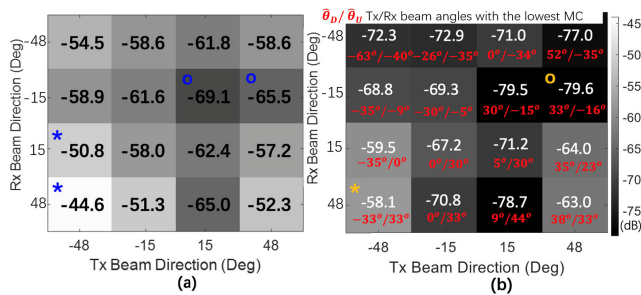 (a)
θ̂_D / θ̂_U Tx/Rx beam angles with the lowest MC
-48 -54.5 -58.6 -61.8 -58.6
-15 -58.9 -61.6 -69.1 -65.5
15 -50.8 -58.0 -62.4 -57.2
48 -44.6 -51.3 -65.0 -52.3
Rx Beam Direction (Deg)
-48 -15 15 48
Tx Beam Direction (Deg)
(a)
-48 -72.3 -72.9 -71.0 -77.0
-63°/-40° -26°/-35° 0°/-34° 52°/-35°
-15 -68.8 -69.3 -79.5 -79.6
-35°/-9° -30°/-5° 30°/-15° 33°/-16°
15 -59.5 -67.2 -71.2 -64.0
-35°/0° 5°/30° 35°/23°
48 -58.1 -70.8 -78.7 -63.0
-33°/33° 0°/33° 9°/44° 38°/33°
Rx Beam Direction (Deg)
-48 -15 15 48
Tx Beam Direction (Deg)
(b)
-45
-50
-55
-60
-65
-70
-75
(dB)